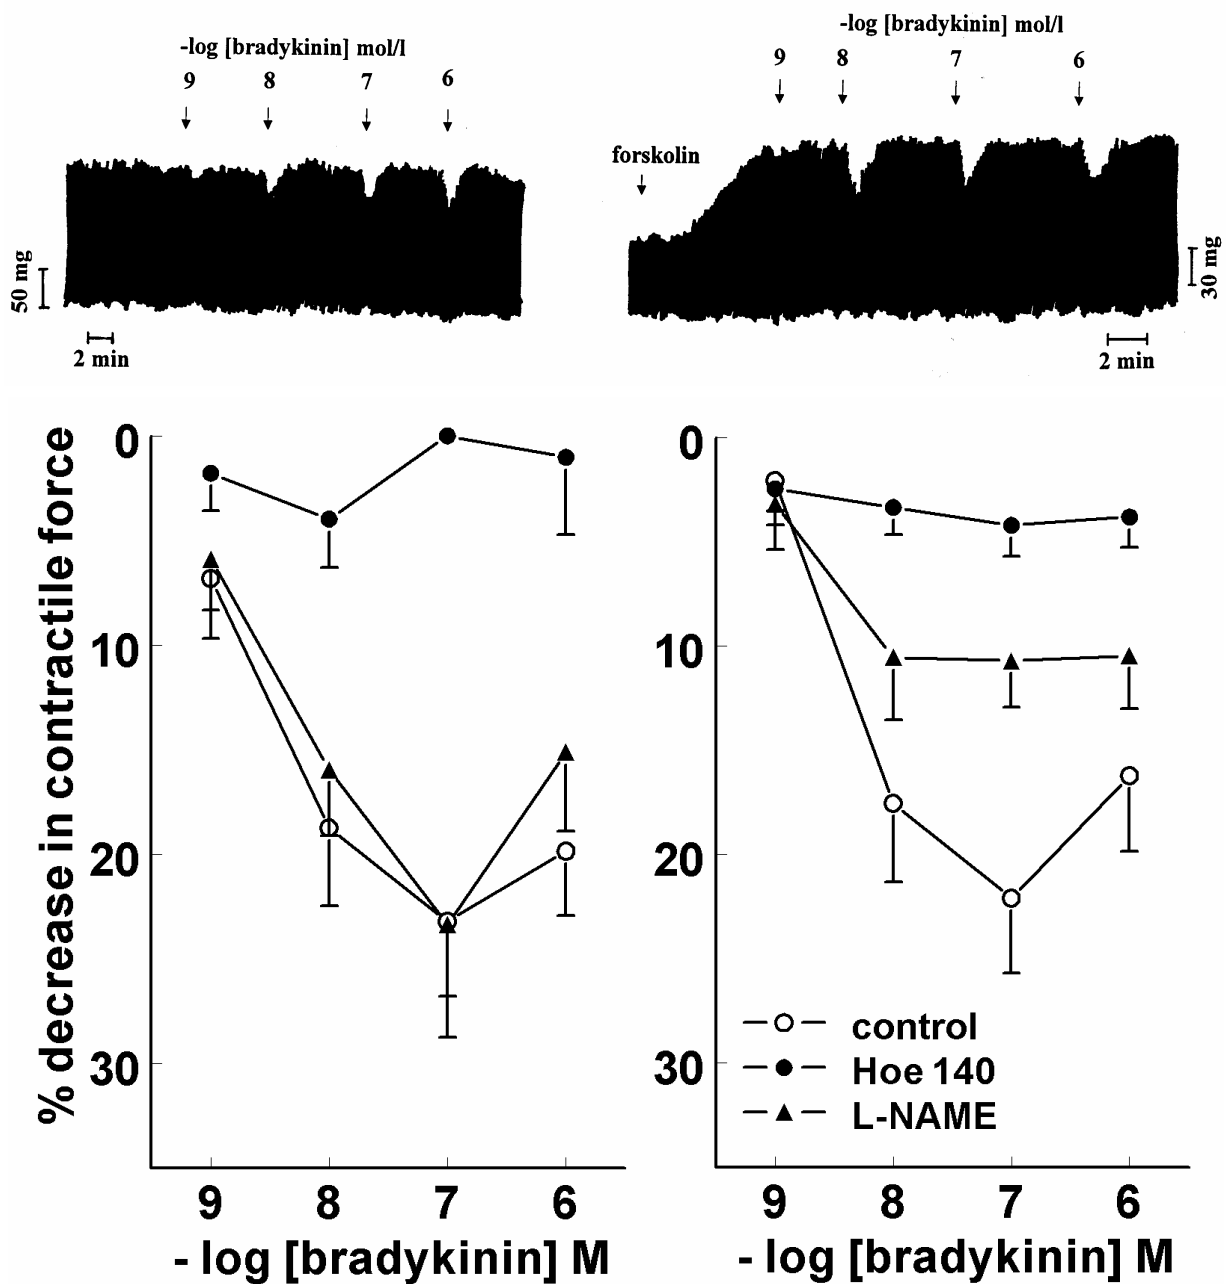 -log [bradykinin] mol/l
9 8 7 6
50 mg
2 min
-log [bradykinin] mol/l
9 8 7 6
forskolin
30 mg
2 min
% decrease in contractile force
0
10
20
30
9 8 7 6
- log [bradykinin] M
0
10
20
30
control
Hoe 140
L-NAME
9 8 7 6
- log [bradykinin] M